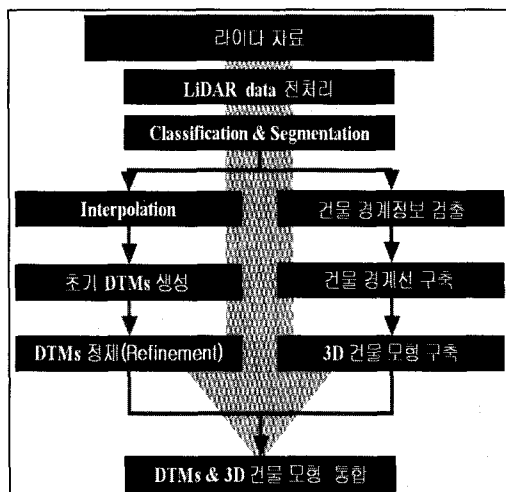 라이다 자료
LiDAR data 전처리
Classification & Segmentation
Interpolation
건물 경계정보 검출
초기 DTMs 생성
건물 경계선 구축
DTMs 정제(Refinement)
3D 건물 모형 구축
DTMs & 3D 건물 모형 통합